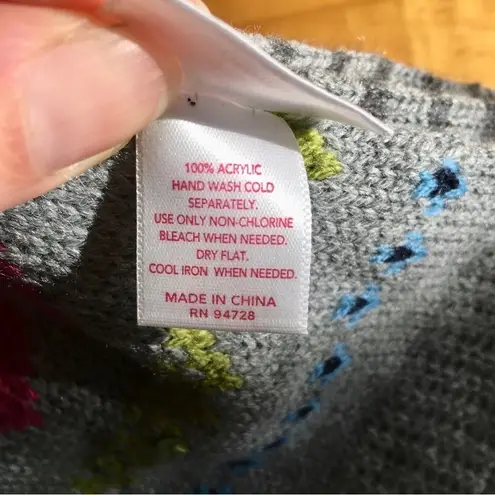 100% ACRYLIC
HAND WASH COLD
SEPARATELY.
USE ONLY NON-CHLORINE
BLEACH WHEN NEEDED.
DRY FLAT.
COOL IRON WHEN NEEDED.
MADE IN CHINA
RN 94728